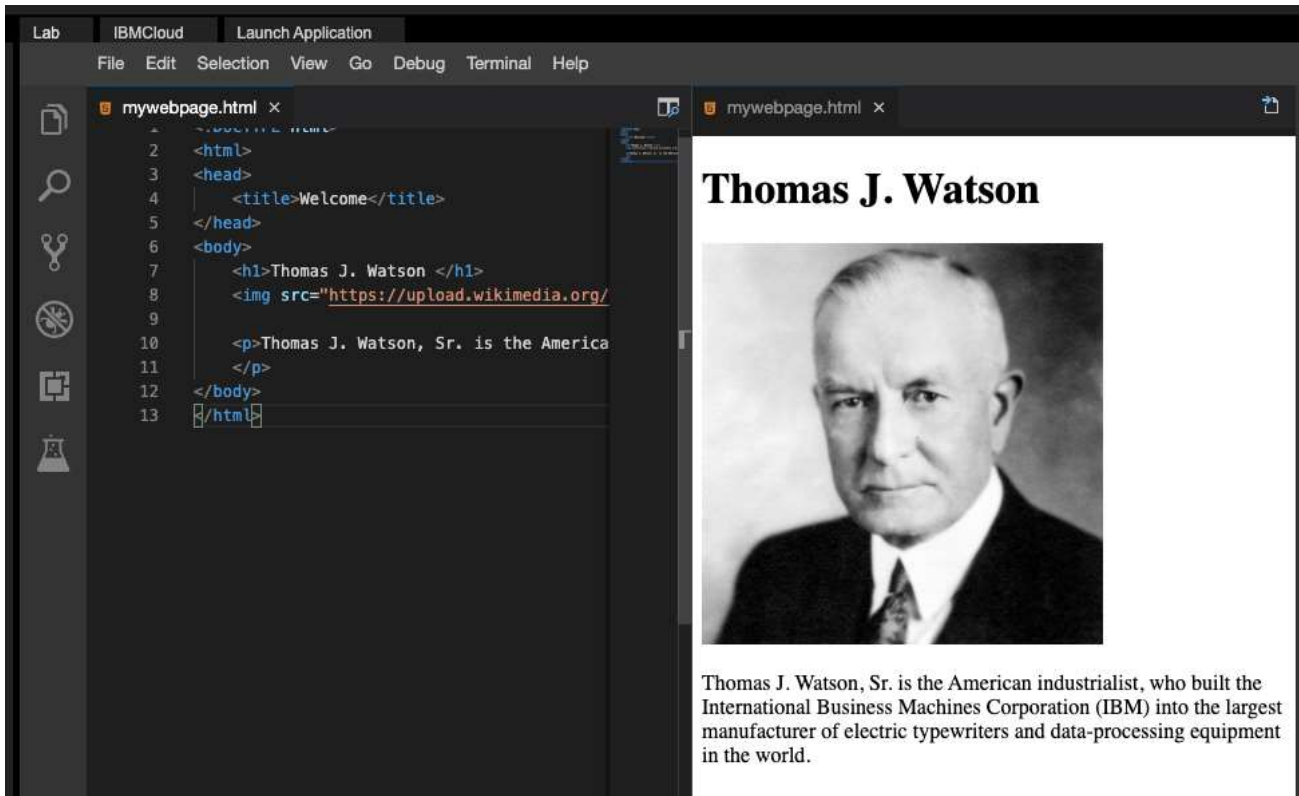 Lab IBMCloud Launch Application
File Edit Selection View Go Debug Terminal Help
mywebpage.html ×
1 <!DOCTYPE html>
2 <html>
3 <head>
4 <title>Welcome</title>
5 </head>
6 <body>
7 <h1>Thomas J. Watson </h1>
8 <img src="https://upload.wikimedia.org/
9
10 <p>Thomas J. Watson, Sr. is the America
11 </p>
12 </body>
13 </html>
mywebpage.html ×
Thomas J. Watson
Thomas J. Watson, Sr. is the American industrialist, who built the
International Business Machines Corporation (IBM) into the largest
manufacturer of electric typewriters and data-processing equipment
in the world.